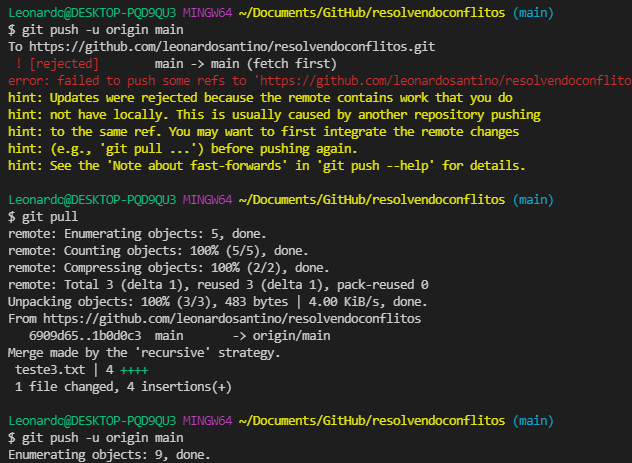 Leonardc@DESKTOP-PQD9QU3 MINGW64 ~/Documents/GitHub/resolvendoconflitos (main)
$ git push -u origin main
To https://github.com/leonardosantino/resolvendoconflitos.git
 ! [rejected]        main -> main (fetch first)
error: failed to push some refs to 'https://github.com/leonardosantino/resolvendoconflito
hint: Updates were rejected because the remote contains work that you do
hint: not have locally. This is usually caused by another repository pushing
hint: to the same ref. You may want to first integrate the remote changes
hint: (e.g., 'git pull ...') before pushing again.
hint: See the 'Note about fast-forwards' in 'git push --help' for details.
Leonardc@DESKTOP-PQD9QU3 MINGW64 ~/Documents/GitHub/resolvendoconflitos (main)
$ git pull
remote: Enumerating objects: 5, done.
remote: Counting objects: 100% (5/5), done.
remote: Compressing objects: 100% (2/2), done.
remote: Total 3 (delta 1), reused 3 (delta 1), pack-reused 0
Unpacking objects: 100% (3/3), 483 bytes | 4.00 KiB/s, done.
From https://github.com/leonardosantino/resolvendoconflitos
   6909d65..1b0d0c3  main       -> origin/main
Merge made by the 'recursive' strategy.
 teste3.txt | 4 ++++
 1 file changed, 4 insertions(+)
Leonardc@DESKTOP-PQD9QU3 MINGW64 ~/Documents/GitHub/resolvendoconflitos (main)
$ git push -u origin main
Enumerating objects: 9, done.